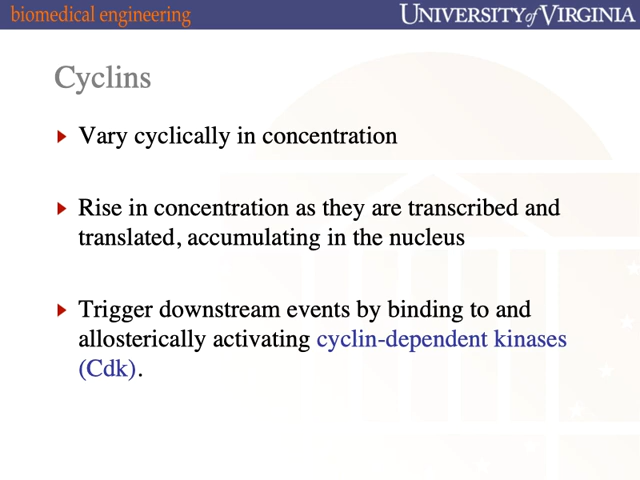 biomedical engineering
UNIVERSITY of VIRGINIA
Cyclins
Vary cyclically in concentration
Rise in concentration as they are transcribed and
translated, accumulating in the nucleus
Trigger downstream events by binding to and
allosterically activating cyclin-dependent kinases
(Cdk).